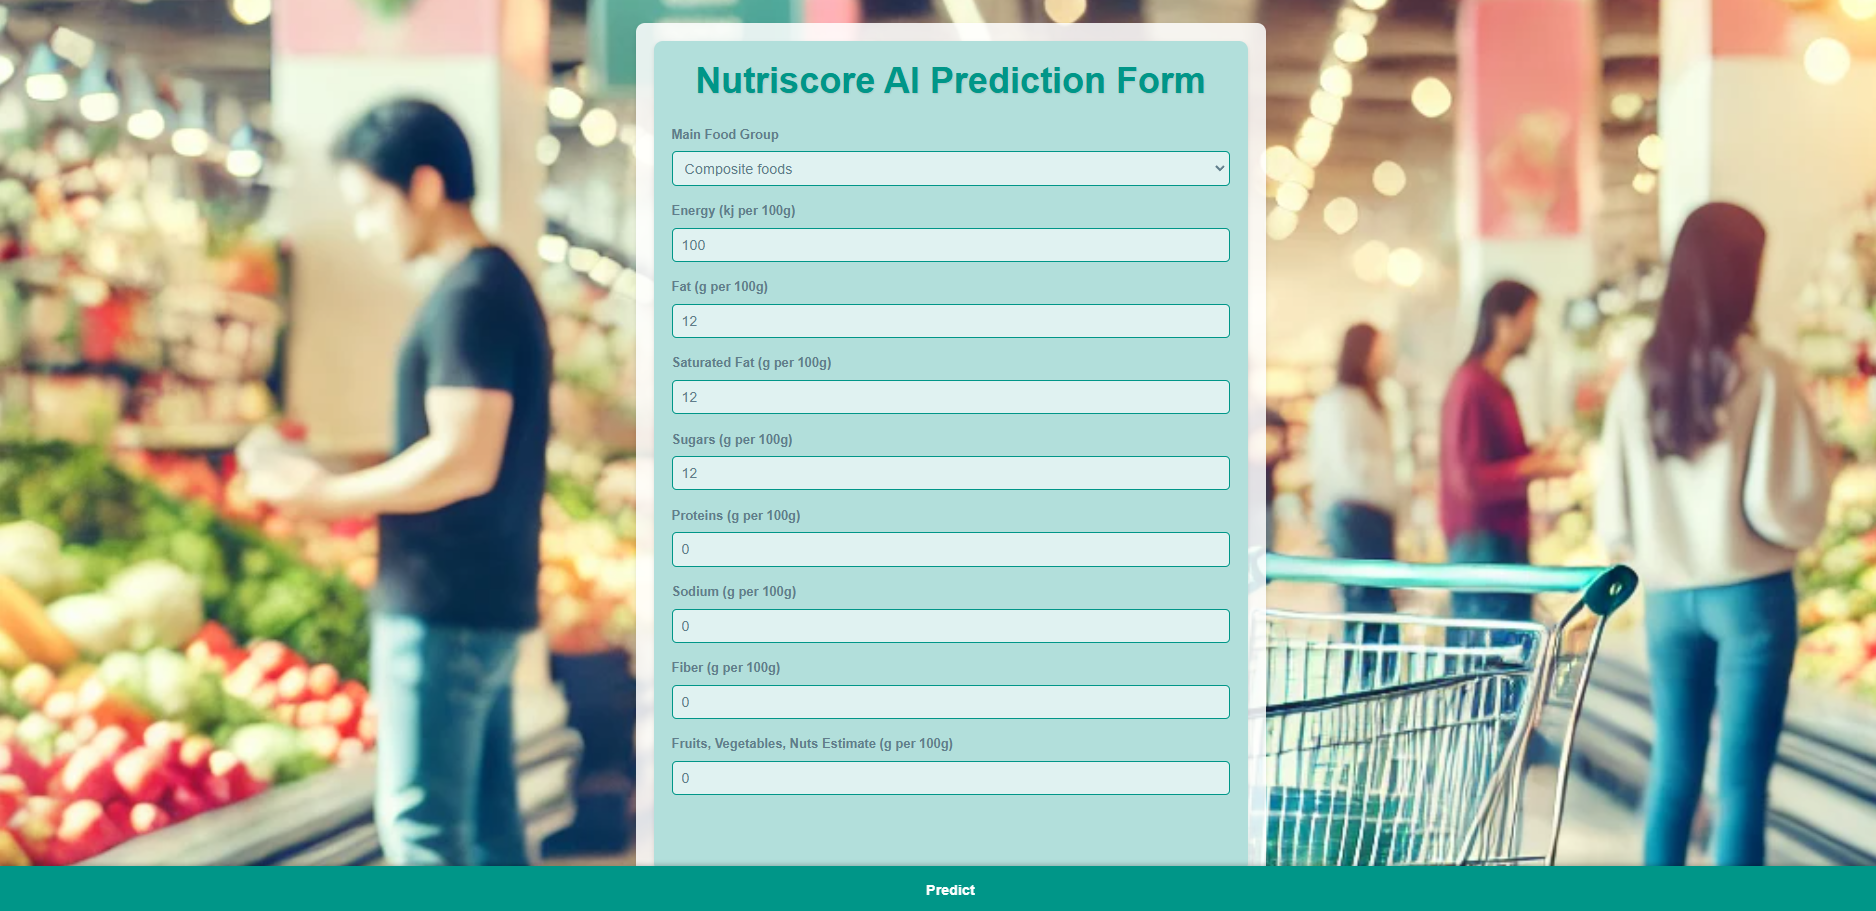 Nutriscore AI Prediction Form
Main Food Group
Composite foods
Energy (kj per 100g)
100
Fat (g per 100g)
12
Saturated Fat (g per 100g)
12
Sugars (g per 100g)
12
Proteins (g per 100g)
0
Sodium (g per 100g)
0
Fiber (g per 100g)
0
Fruits, Vegetables, Nuts Estimate (g per 100g)
0
Predict